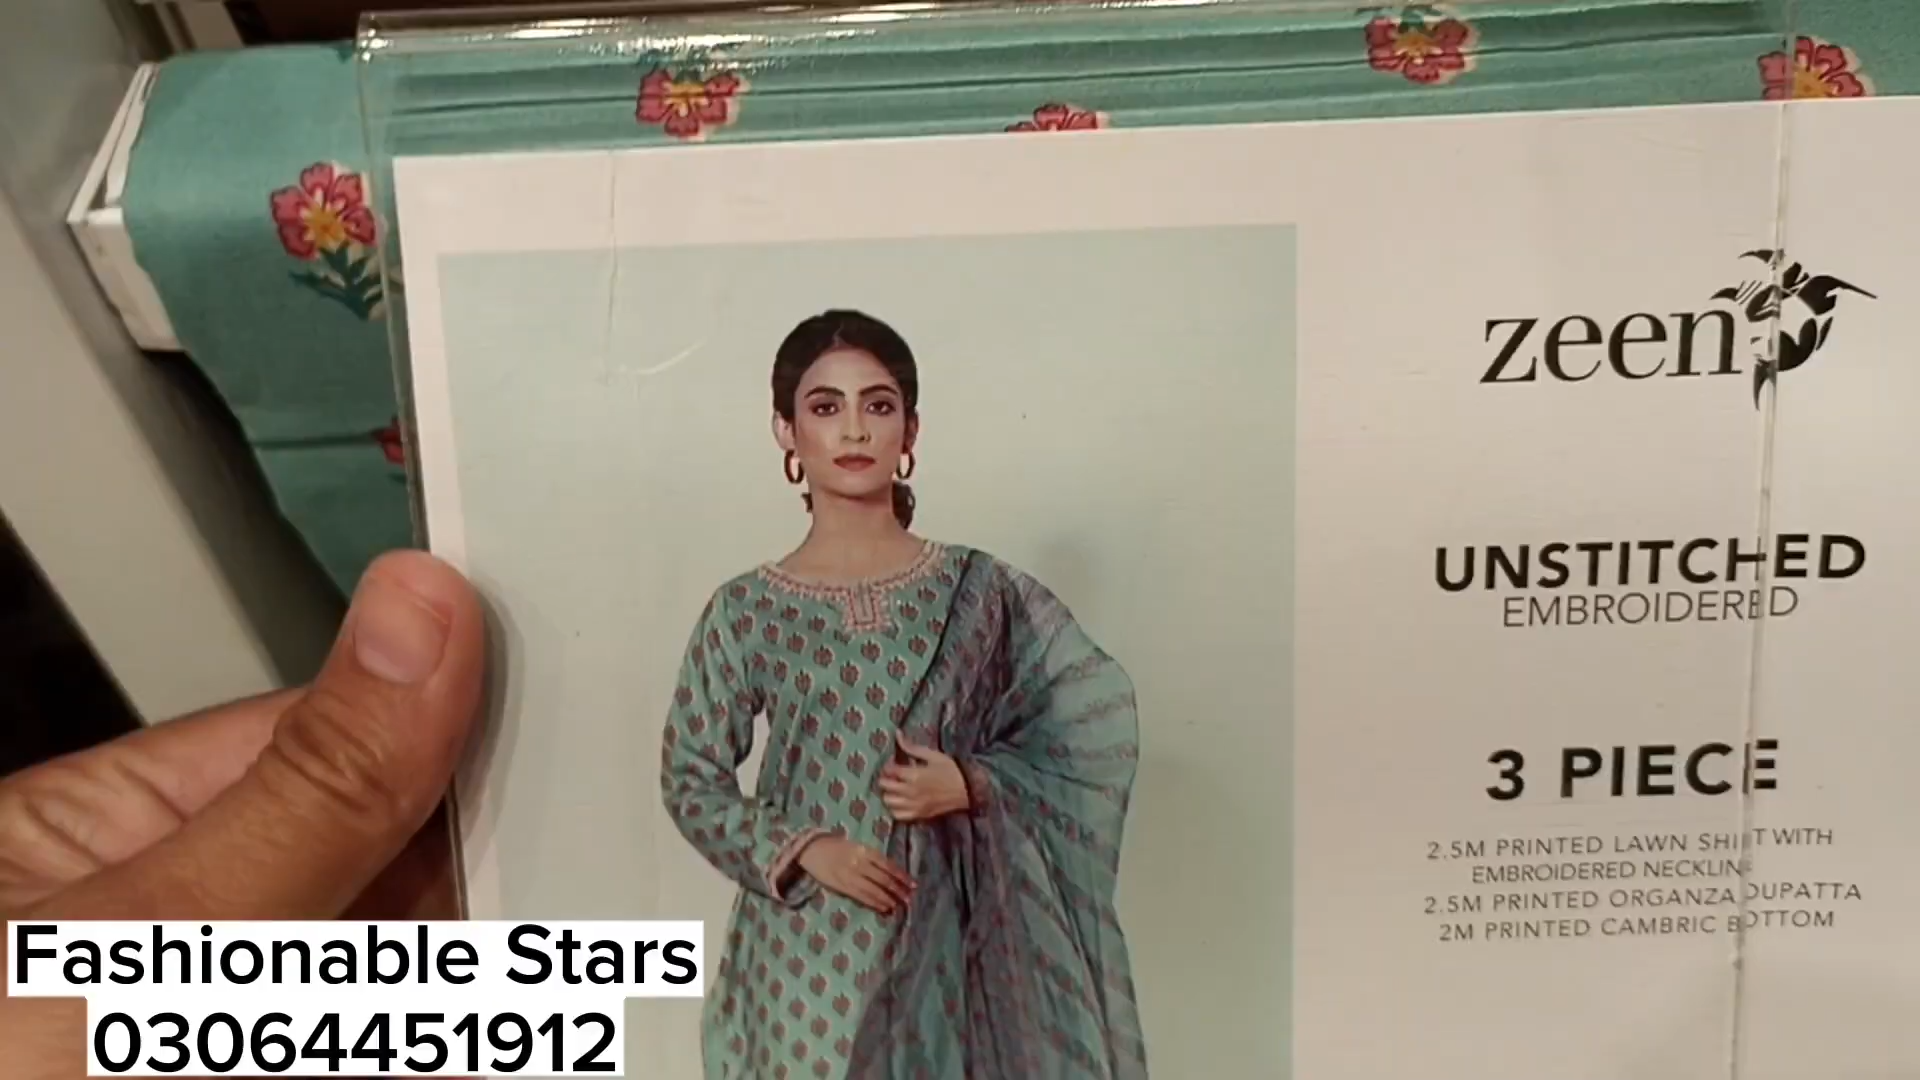 zeen
UNSTITCHED
EMBROIDERED
3 PIECE
2.5M PRINTED LAWN SHIRT WITH
EMBROIDERED NECKLINE
2.5M PRINTED ORGANZA DUPATTA
2M PRINTED CAMBRIC BOTTOM
Fashionable Stars
03064451912